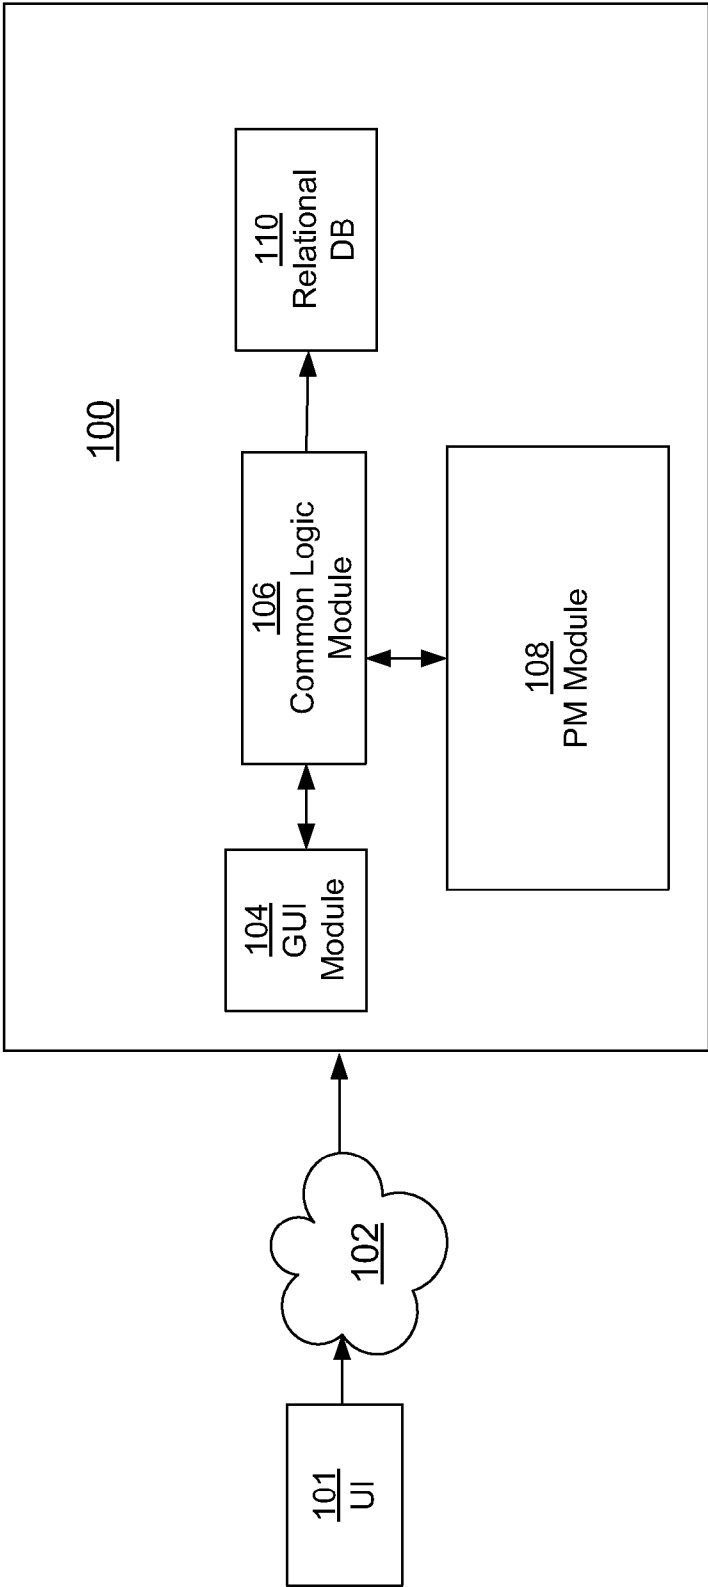 100
101
UI
102
104
GUI
Module
106
Common Logic
Module
110
Relational
DB
108
PM Module